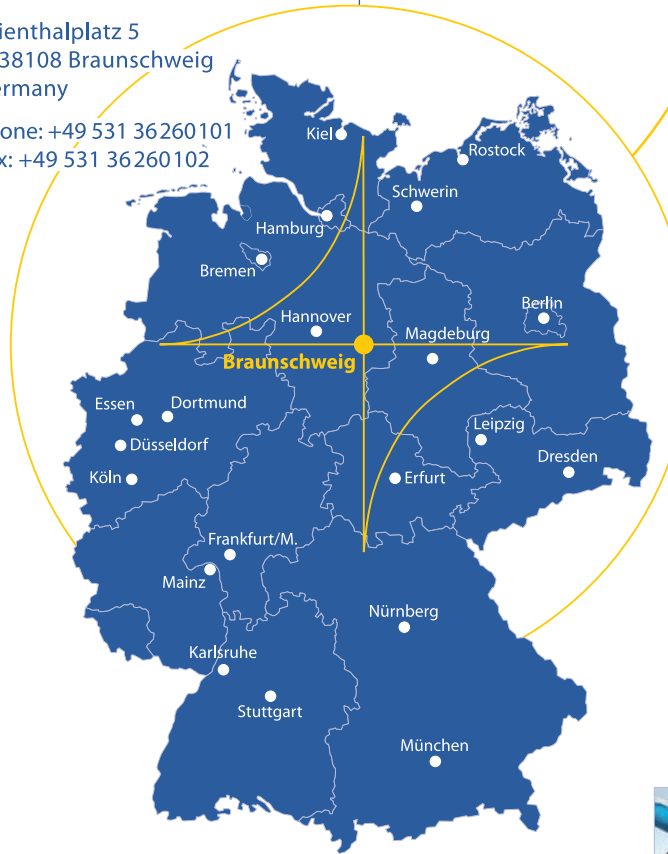 ienthalplatz 5
38108 Braunschweig
ermany
one: +49 531 36260101
x: +49 531 36260102
Kiel
Rostock
Schwerin
Hamburg
Bremen
Berlin
Hannover
Magdeburg
Braunschweig
Essen
Dortmund
Leipzig
Düsseldorf
Dresden
Köln
Erfurt
Frankfurt/M.
Mainz
Nürnberg
Karlsruhe
Stuttgart
München